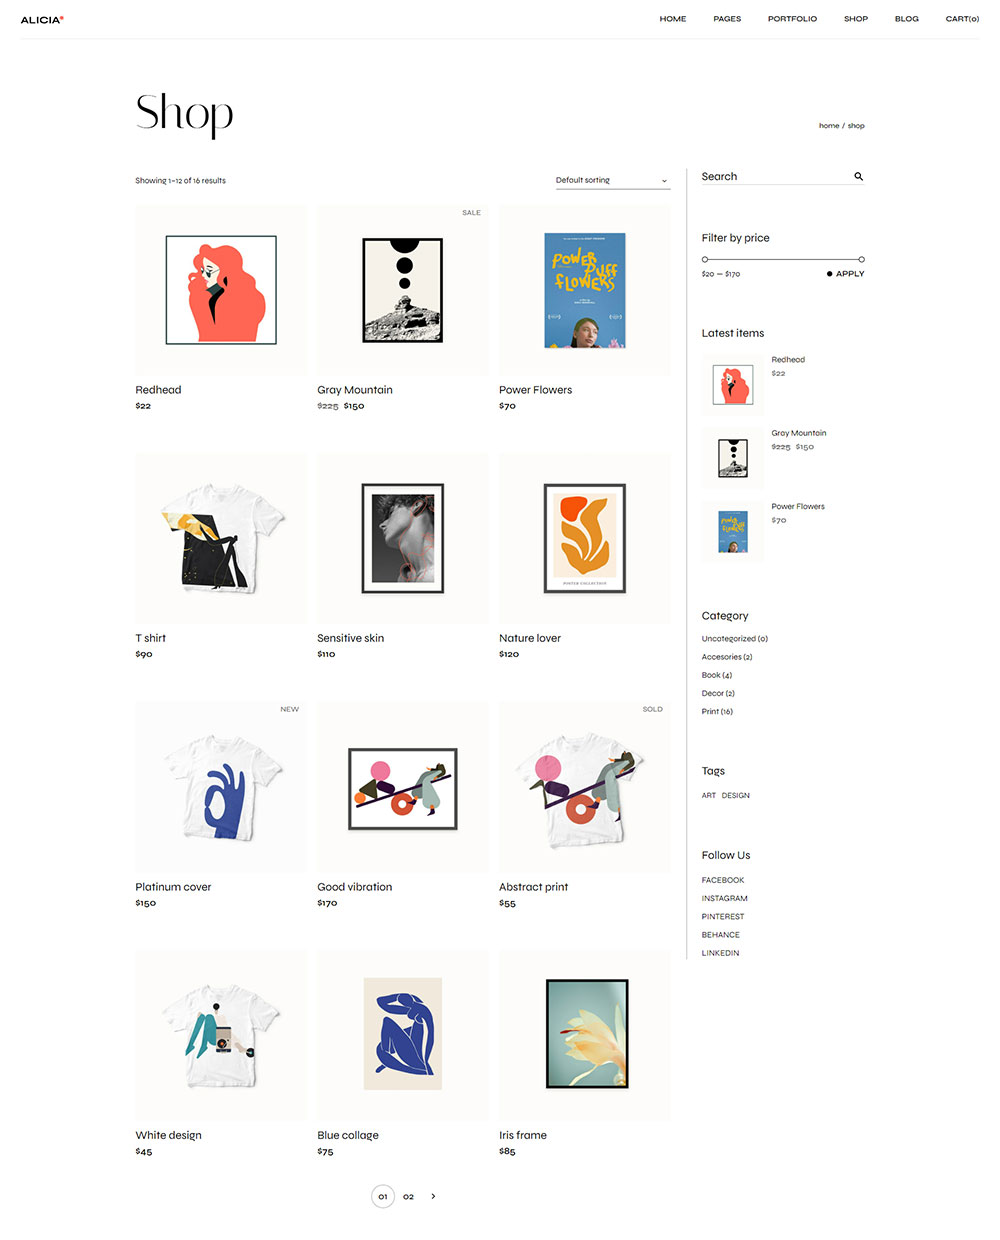 ALICIA*
HOME PAGES PORTFOLIO SHOP BLOG CART(0)
Shop
home / shop
Showing 1–12 of 16 results
Default sorting
SALE
POWER
PUFF
FLOWERS
Redhead
$22
Gray Mountain
$225 $150
Power Flowers
$70
POSTER COLLECTION
T shirt
$90
Sensitive skin
$110
Nature lover
$120
NEW
SOLD
Platinum cover
$150
Good vibration
$170
Abstract print
$55
White design
$45
Blue collage
$75
Iris frame
$85
01 02
Search
Filter by price
$20 — $170
APPLY
Latest items
Redhead
$22
Gray Mountain
$225 $150
POWER
PUFF
FLOWERS
Power Flowers
$70
Category
Uncategorized (0)
Accesories (2)
Book (4)
Decor (2)
Print (16)
Tags
ART DESIGN
Follow Us
FACEBOOK
INSTAGRAM
PINTEREST
BEHANCE
LINKEDIN